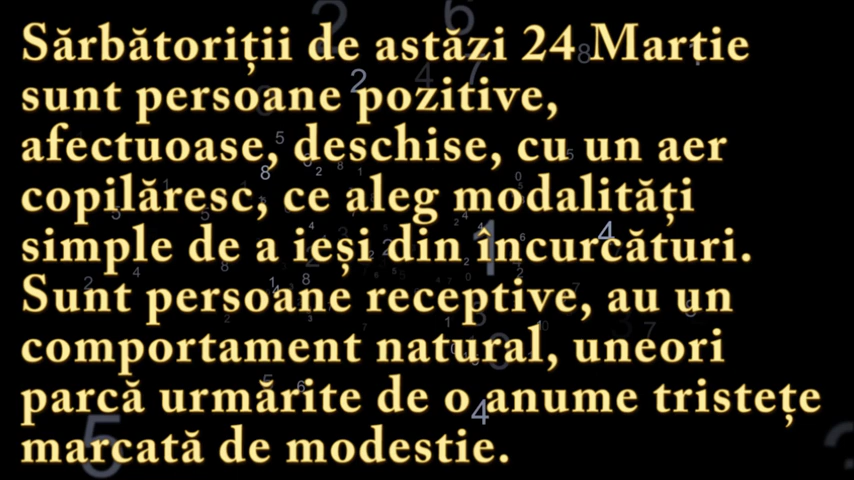 Sărbătoriții de astăzi 24 Martie
sunt persoane pozitive,
afectuoase, deschise, cu un aer
copilăresc, ce aleg modalități
simple de a ieși din încurcături.
Sunt persoane receptive, au un
comportament natural, uneori
parcă urmărite de o anume tristețe
marcată de modestie.